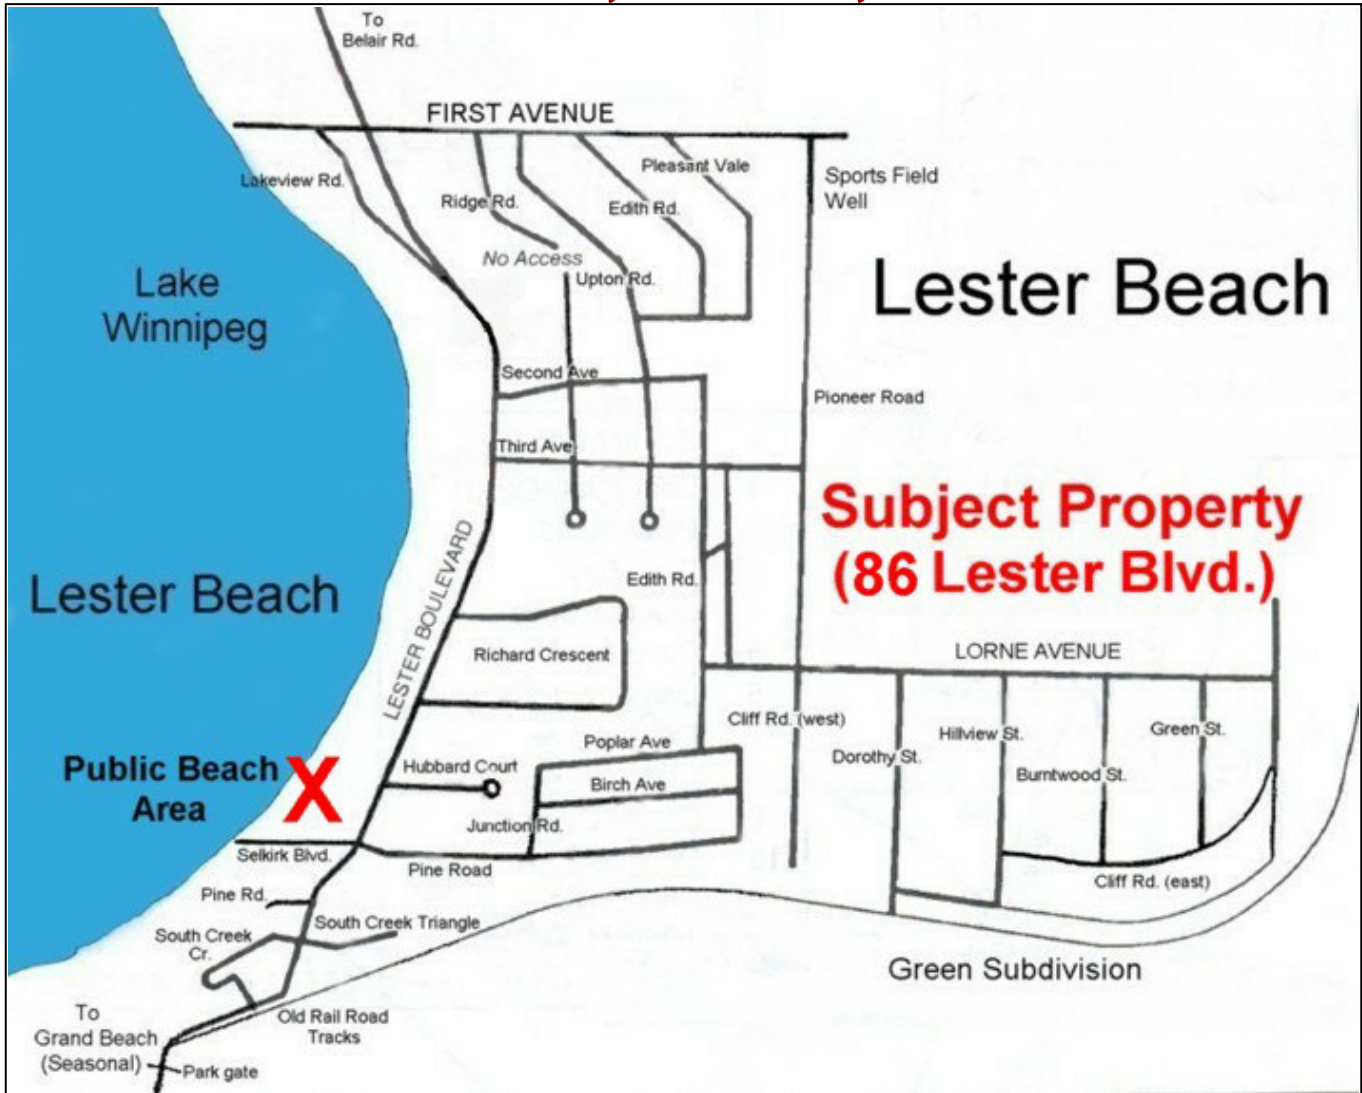 To
Belair Rd.
FIRST AVENUE
Pleasant Vale
Lakeview Rd.
Sports Field
Well
Ridge Rd.
Edith Rd.
No Access
Upton Rd.
Lake
Winnipeg
Lester Beach
Second Ave
Pioneer Road
Third Ave
Subject Property
(86 Lester Blvd.)
Lester Beach
LESTER BOULEVARD
Edith Rd.
Richard Crescent
LORNE AVENUE
Cliff Rd. (west)
Dorothy St.
Hillview St.
Burntwood St.
Green St.
Poplar Ave
Public Beach
Area
X
Hubbard Court
Birch Ave
Junction Rd.
Selkirk Blvd.
Pine Road
Cliff Rd. (east)
Pine Rd.
South Creek Triangle
South Creek
Cr.
Green Subdivision
To
Grand Beach
(Seasonal)
Old Rail Road
Tracks
Park gate